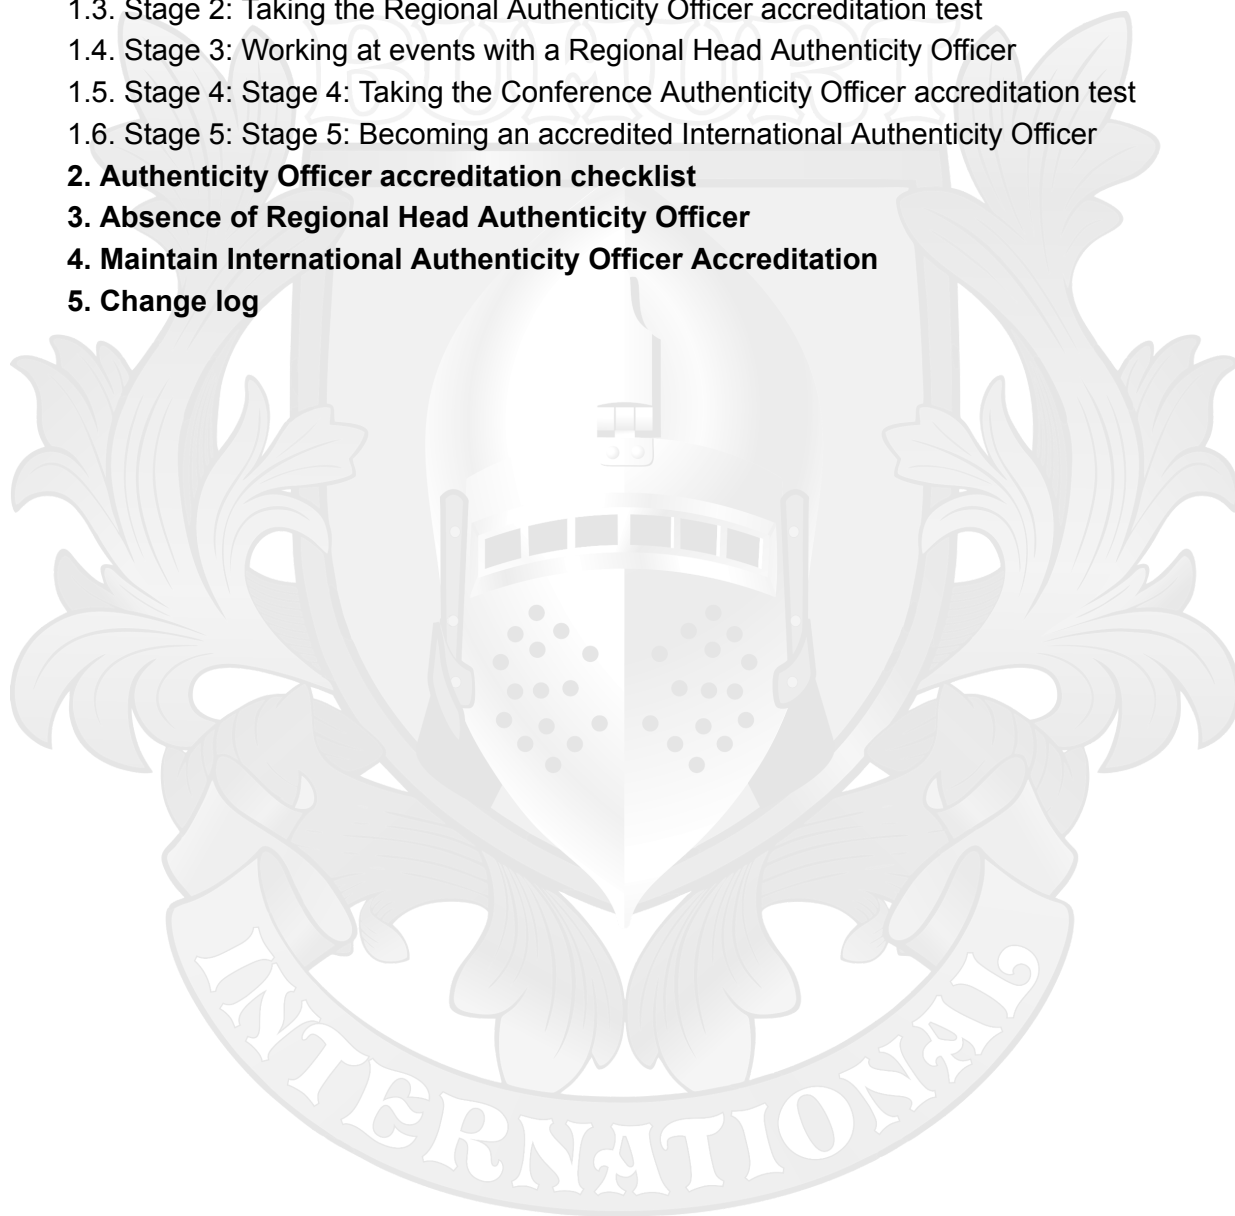 1.3. Stage 2: Taking the Regional Authenticity Officer accreditation test
1.4. Stage 3: Working at events with a Regional Head Authenticity Officer
1.5. Stage 4: Stage 4: Taking the Conference Authenticity Officer accreditation test
1.6. Stage 5: Stage 5: Becoming an accredited International Authenticity Officer
2. Authenticity Officer accreditation checklist
3. Absence of Regional Head Authenticity Officer
4. Maintain International Authenticity Officer Accreditation
5. Change log
BUHURT
INTERNATIONAL